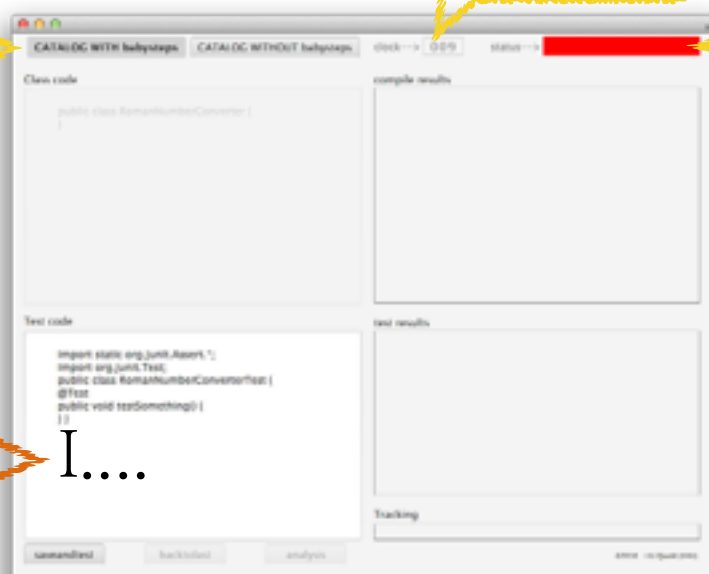 CATALOG WITH babysteps CATALOG WITHOUT babysteps clock--> 009 status-->
Class code compile results
public class RomanNumberConverter {
}
Test code test results
import static org.junit.Assert.*;
import org.junit.Test;
public class RomanNumberConverterTest {
@Test
public void testSomething() {
} }
I....
Tracking
saveandtest backtotest analysis